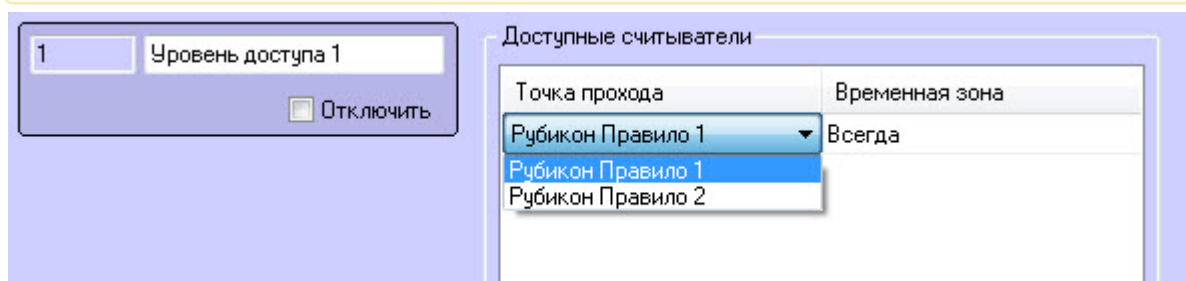 1
Уровень доступа 1
Отключить
Доступные считыватели
Точка прохода
Временная зона
Рубикон Правило 1
Всегда
Рубикон Правило 1
Рубикон Правило 2